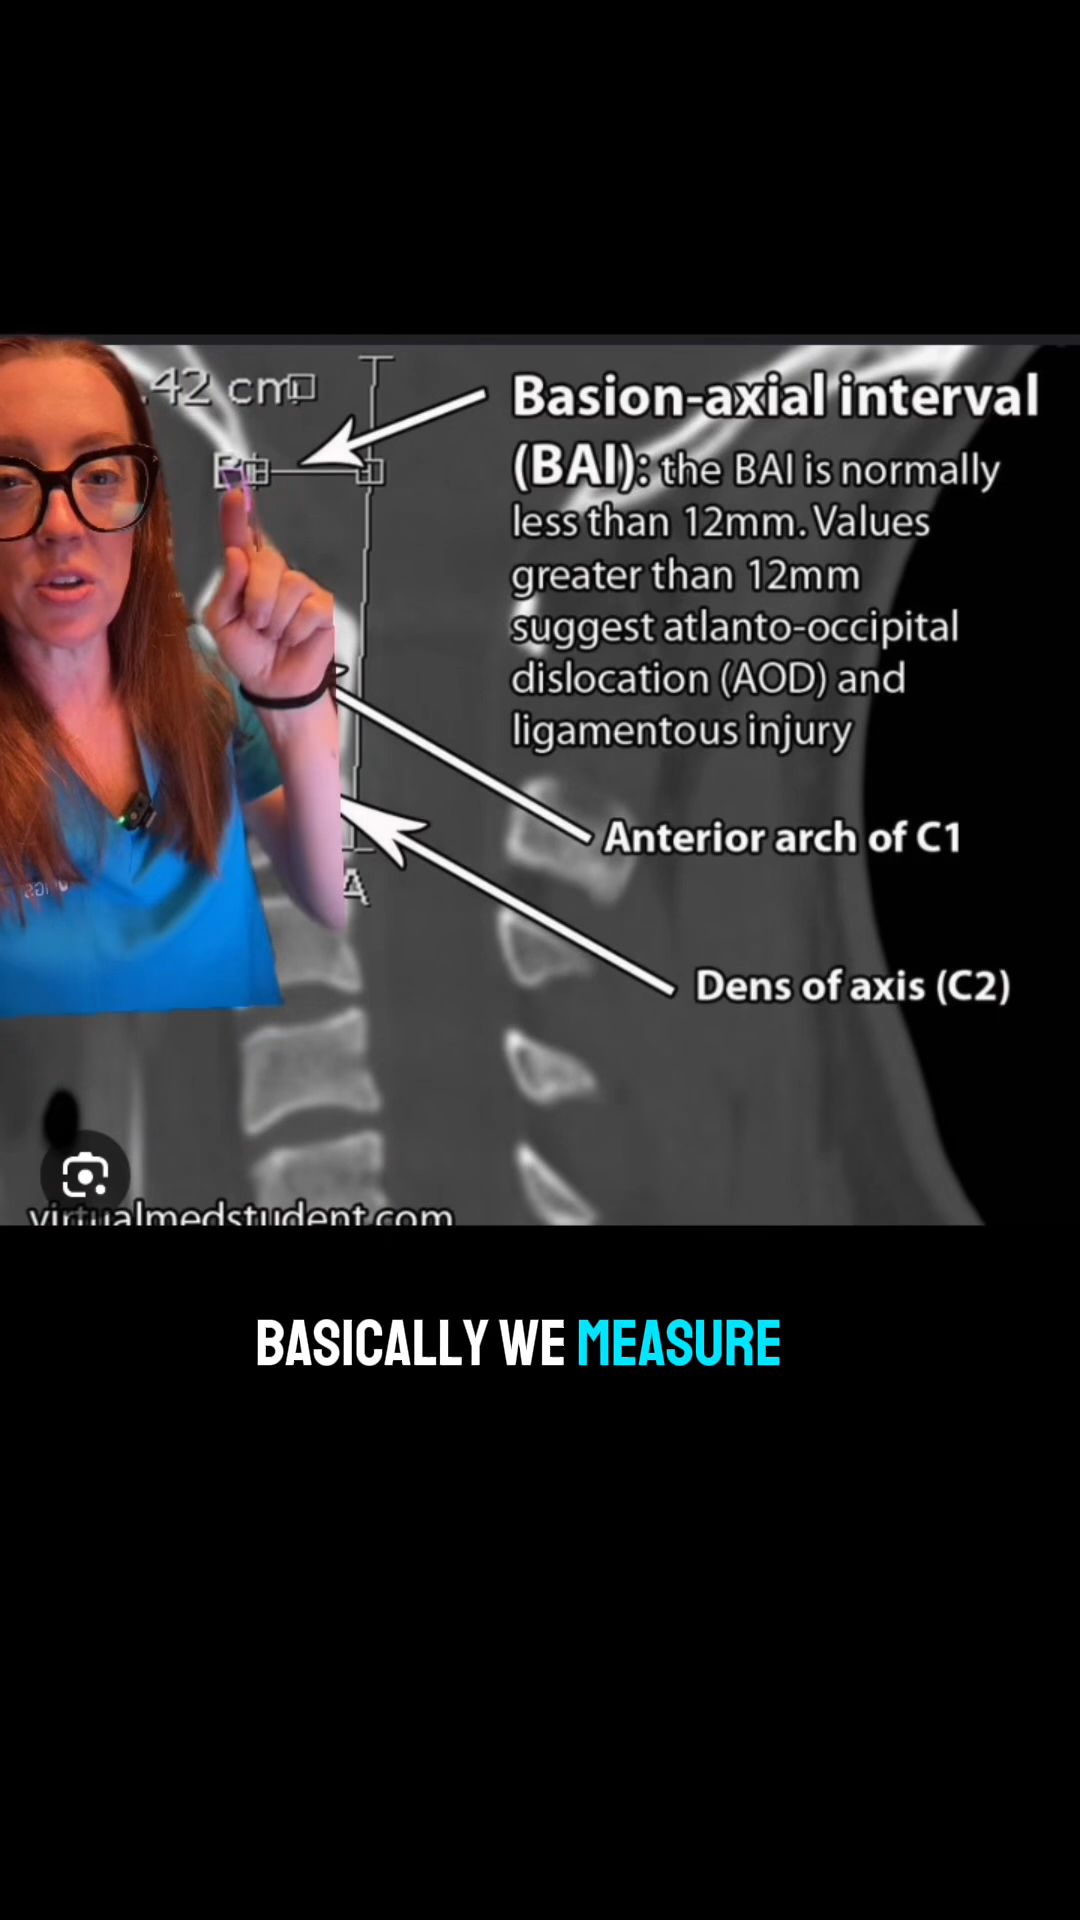 .42 cm
Basion-axial interval
(BAI): the BAI is normally
less than 12mm. Values
greater than 12mm
suggest atlanto-occipital
dislocation (AOD) and
ligamentous injury
Anterior arch of C1
A
Dens of axis (C2)
virtualmedstudent.com
BASICALLY WE MEASURE